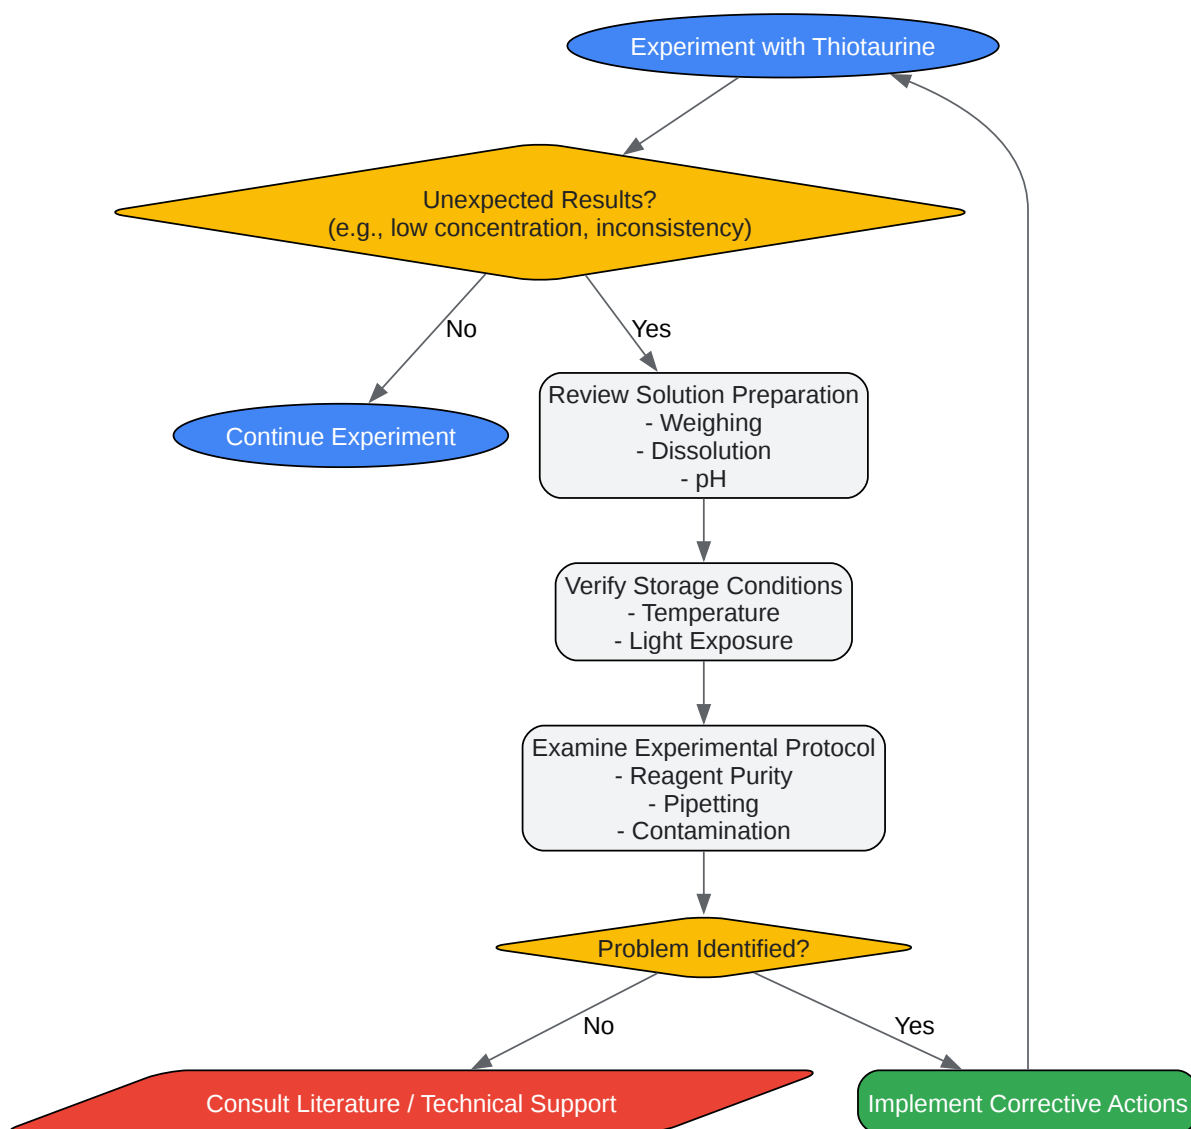 Experiment with Thiotaurine
Unexpected Results?
(e.g., low concentration, inconsistency)
No
Yes
Continue Experiment
Review Solution Preparation
- Weighing
- Dissolution
- pH
Verify Storage Conditions
- Temperature
- Light Exposure
Examine Experimental Protocol
- Reagent Purity
- Pipetting
- Contamination
Problem Identified?
No
Yes
Consult Literature / Technical Support
Implement Corrective Actions